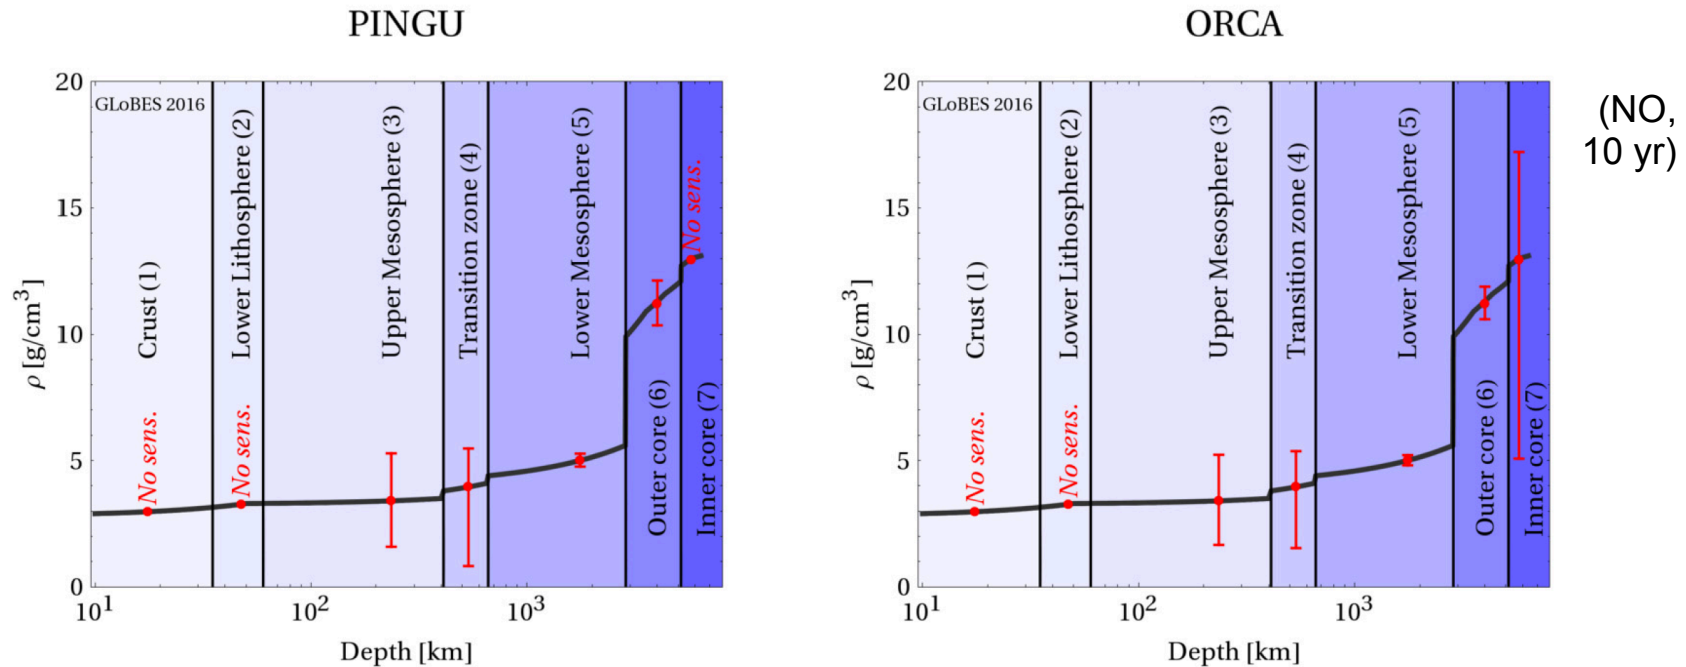 PINGU
20
15
10
5
0
ρ [g/cm³]
GLoBES 2016
Crust (1)
Lower Lithosphere (2)
Upper Mesosphere (3)
Transition zone (4)
Lower Mesosphere (5)
Outer core (6)
Inner core (7)
No sens.
No sens.
No sens.
10¹
10²
10³
Depth [km]
ORCA
20
15
10
5
0
ρ [g/cm³]
GLoBES 2016
Crust (1)
Lower Lithosphere (2)
Upper Mesosphere (3)
Transition zone (4)
Lower Mesosphere (5)
Outer core (6)
Inner core (7)
No sens.
No sens.
10¹
10²
10³
Depth [km]
(NO,
10 yr)